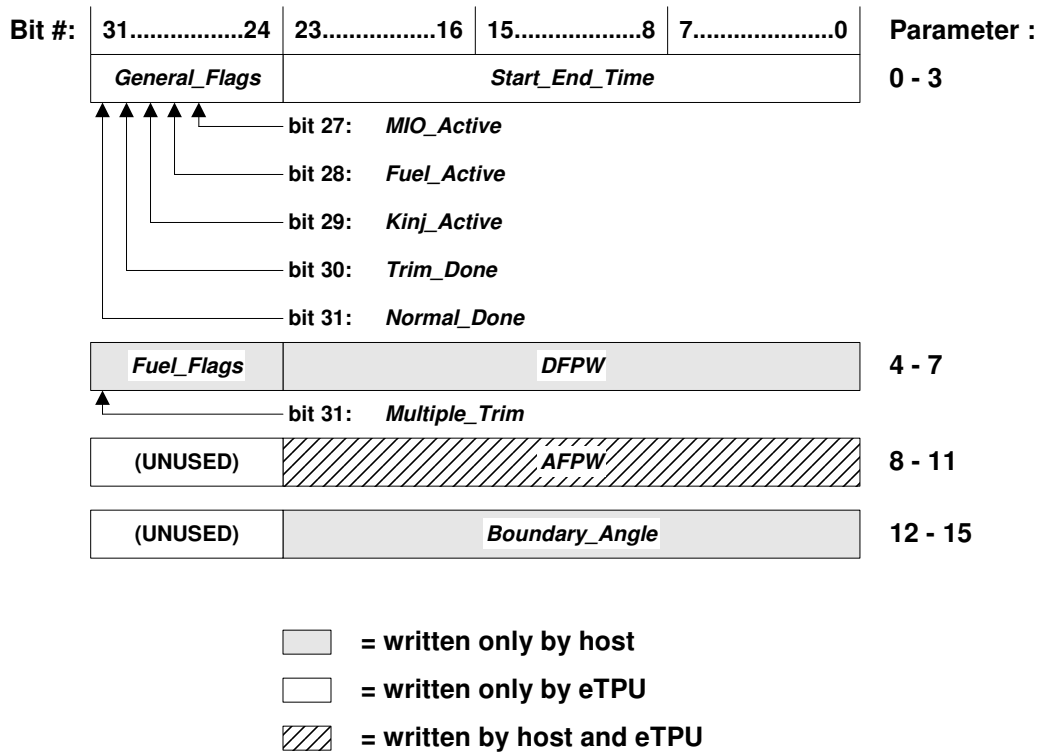 Bit #: 31.................24 23.................16 15...................8 7.....................0 Parameter :
General_Flags Start_End_Time 0 - 3
bit 27: MIO_Active
bit 28: Fuel_Active
bit 29: Kinj_Active
bit 30: Trim_Done
bit 31: Normal_Done
Fuel_Flags DFPW 4 - 7
bit 31: Multiple_Trim
(UNUSED) AFPW 8 - 11
(UNUSED) Boundary_Angle 12 - 15
= written only by host
= written only by eTPU
= written by host and eTPU